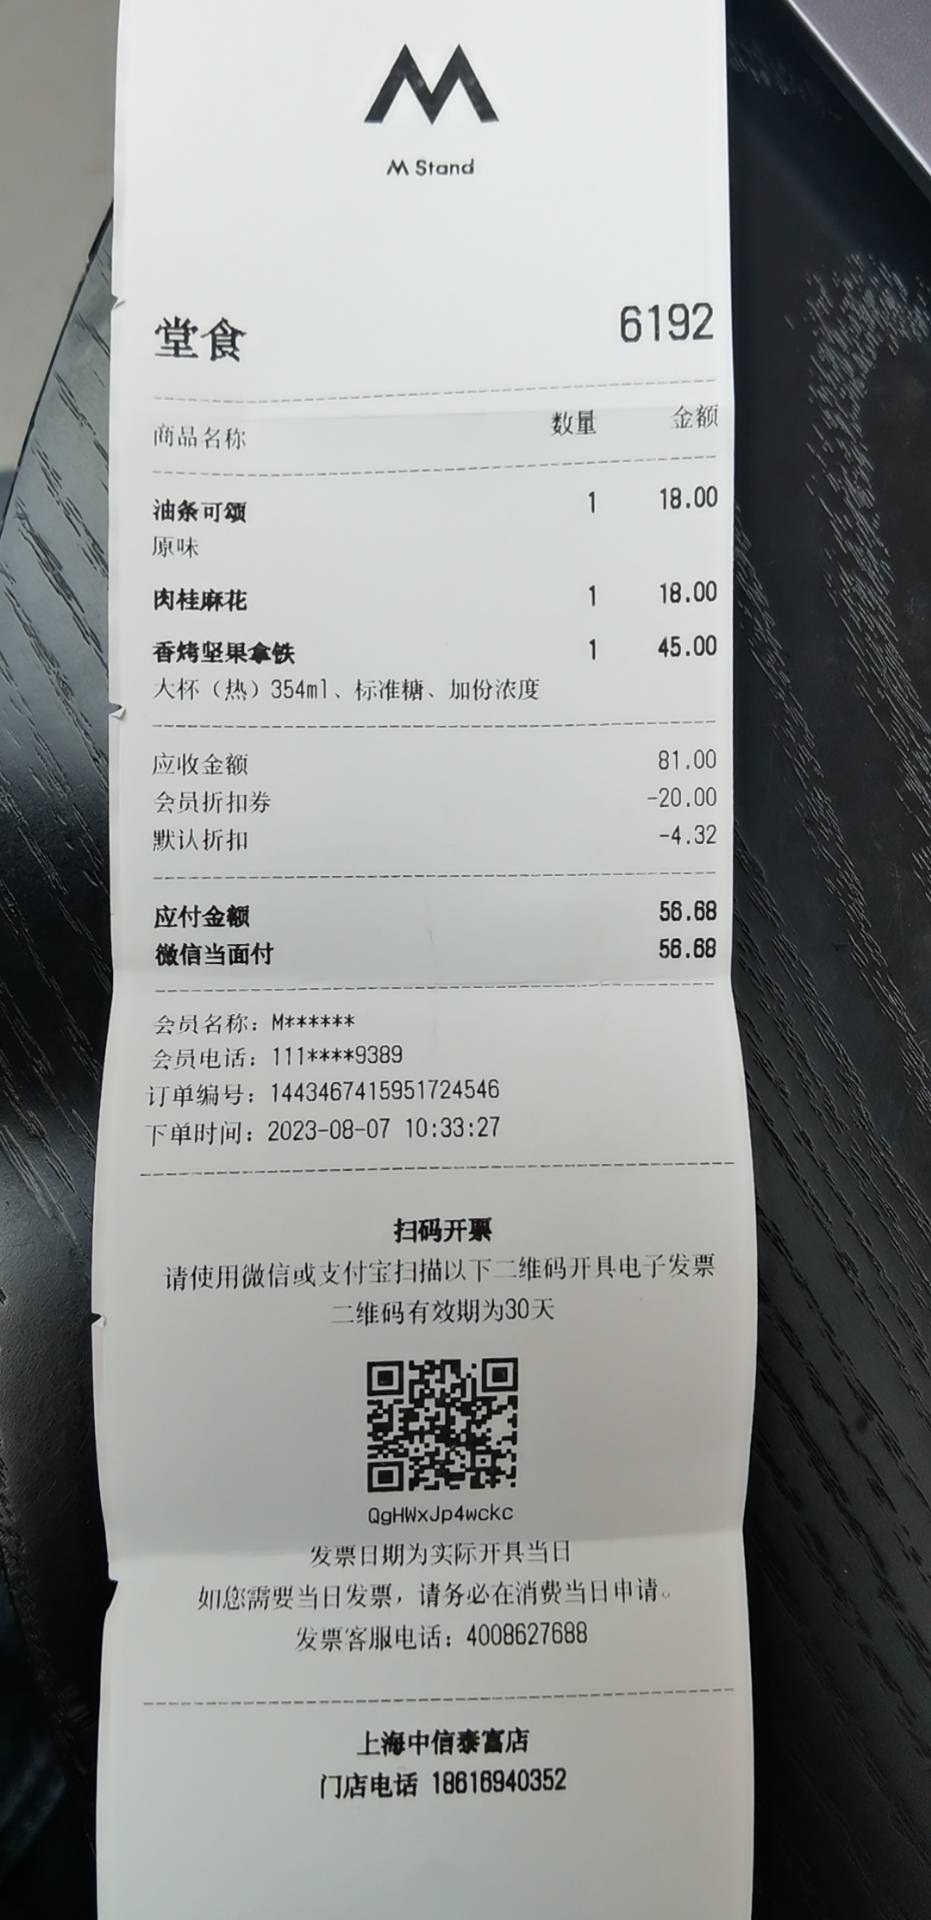 M Stand
堂食 6192
商品名称 数量 金额
油条可颂 1 18.00
原味
肉桂麻花 1 18.00
香烤坚果拿铁 1 45.00
大杯（热）354ml、标准糖、加份浓度
应收金额 81.00
会员折扣券 -20.00
默认折扣 -4.32
应付金额 56.68
微信当面付 56.68
会员名称：M******
会员电话：111****9389
订单编号：1443467415951724546
下单时间：2023-08-07 10:33:27
扫码开票
请使用微信或支付宝扫描以下二维码开具电子发票
二维码有效期为30天
QgHWxJp4wckc
发票日期为实际开具当日
如您需要当日发票，请务必在消费当日申请。
发票客服电话：4008627688
上海中信泰富店
门店电话 18616940352